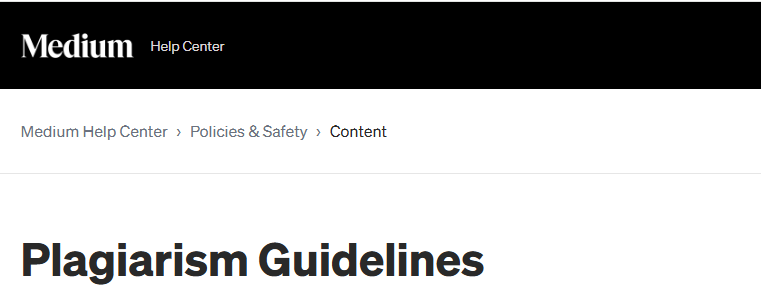 Medium Help Center
Medium Help Center › Policies & Safety › Content
Plagiarism Guidelines